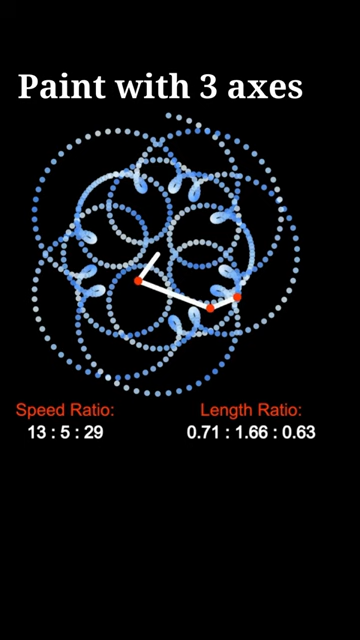 Paint with 3 axes
Speed Ratio:
13 : 5 : 29
Length Ratio:
0.71 : 1.66 : 0.63